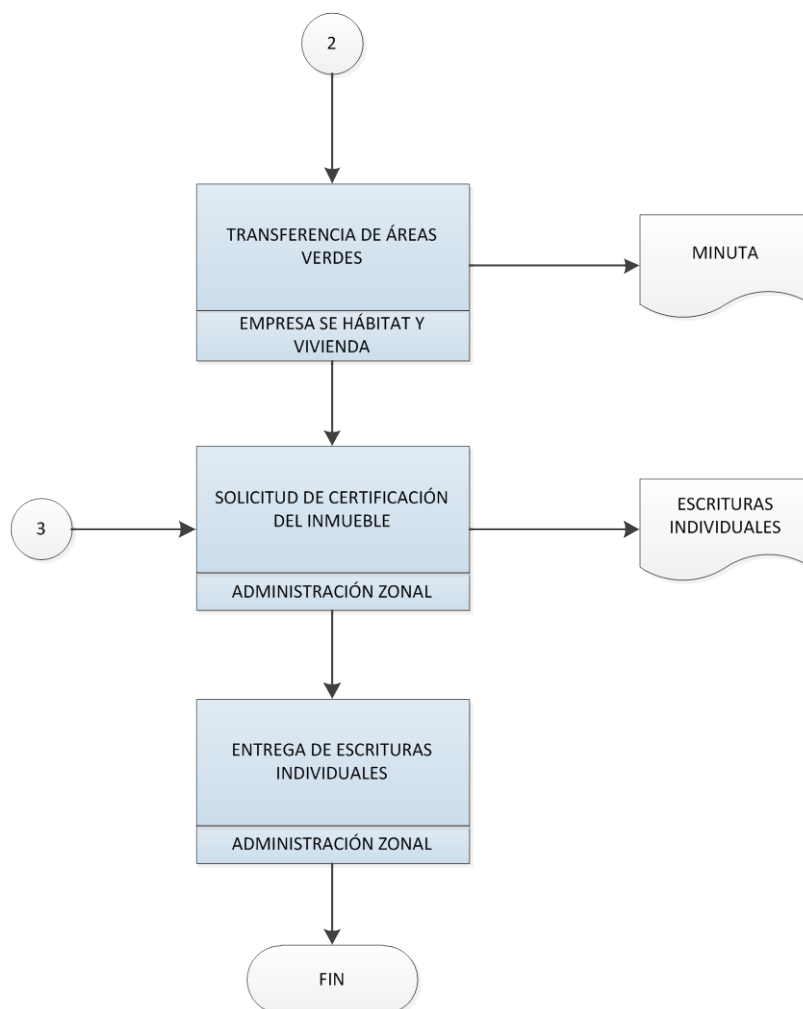 2
TRANSFERENCIA DE ÁREAS
VERDES
EMPRESA SE HÁBITAT Y
VIVIENDA
MINUTA
3
SOLICITUD DE CERTIFICACIÓN
DEL INMUEBLE
ADMINISTRACIÓN ZONAL
ESCRITURAS
INDIVIDUALES
ENTREGA DE ESCRITURAS
INDIVIDUALES
ADMINISTRACIÓN ZONAL
FIN